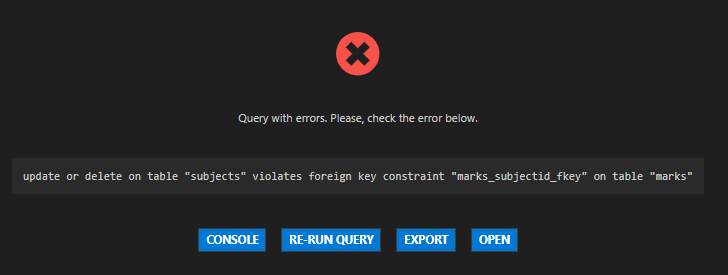 Query with errors. Please, check the error below.
update or delete on table "subjects" violates foreign key constraint "marks_subjectid_fkey" on table "marks"
CONSOLE RE-RUN QUERY EXPORT OPEN